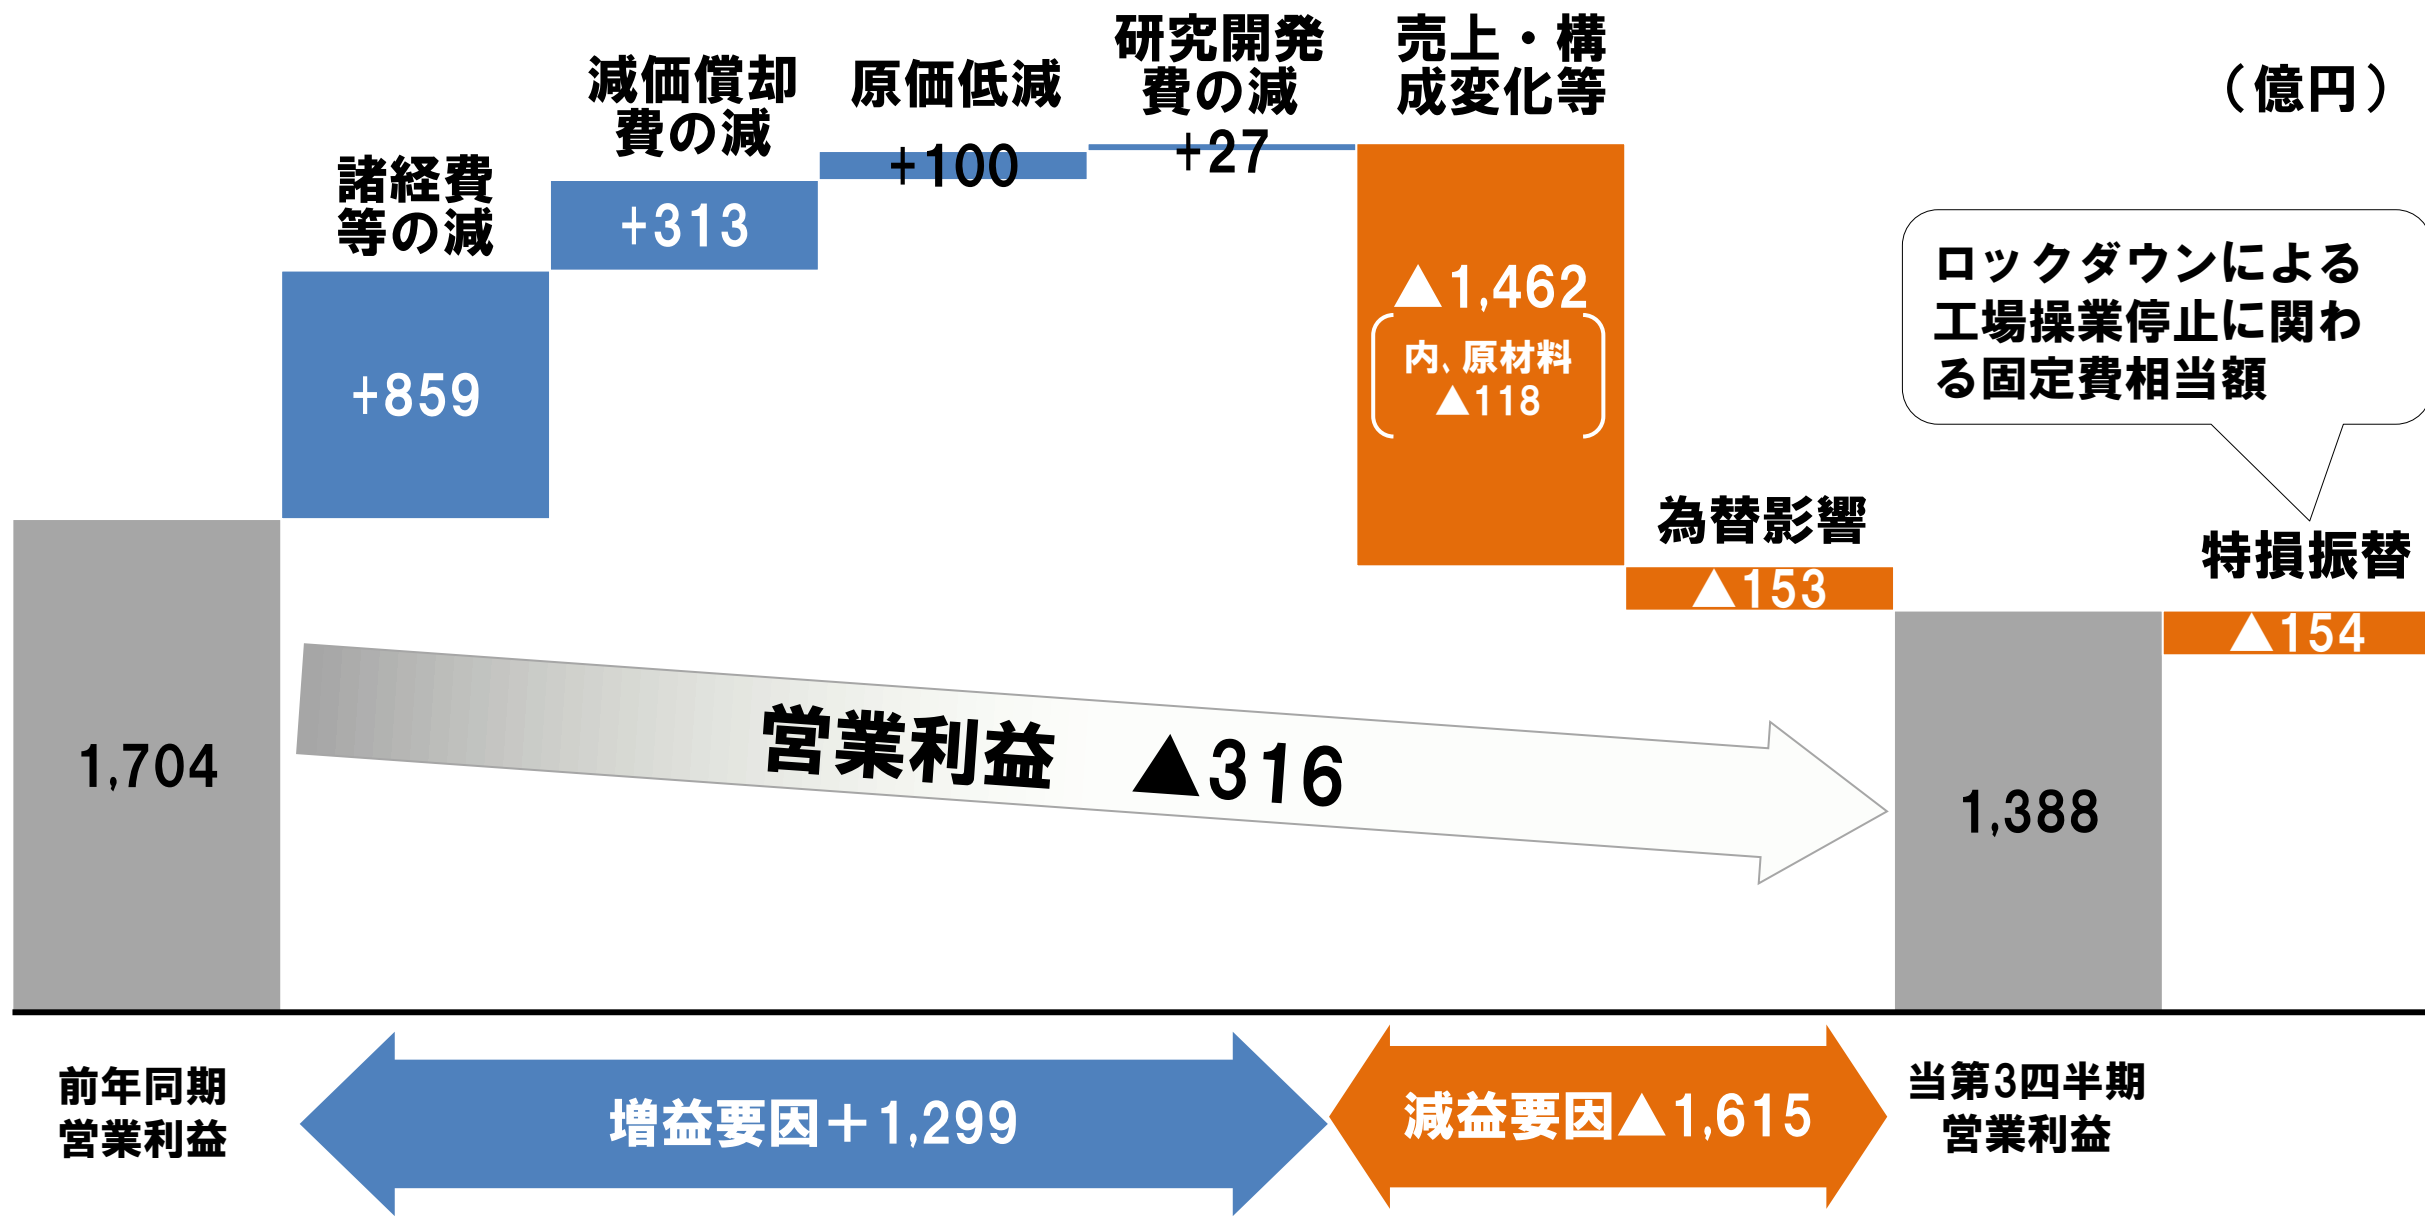 (億円)
諸経費
等の減
+859
減価償却
費の減
+313
原価低減
+100
研究開発
費の減
+27
売上・構
成変化等
▲1,462
内、原材料
▲118
為替影響
▲153
ロックダウンによる
工場操業停止に関わ
る固定費相当額
特損振替
▲154
1,704
営業利益 ▲316
1,388
前年同期
営業利益
増益要因+1,299
減益要因▲1,615
当第3四半期
営業利益